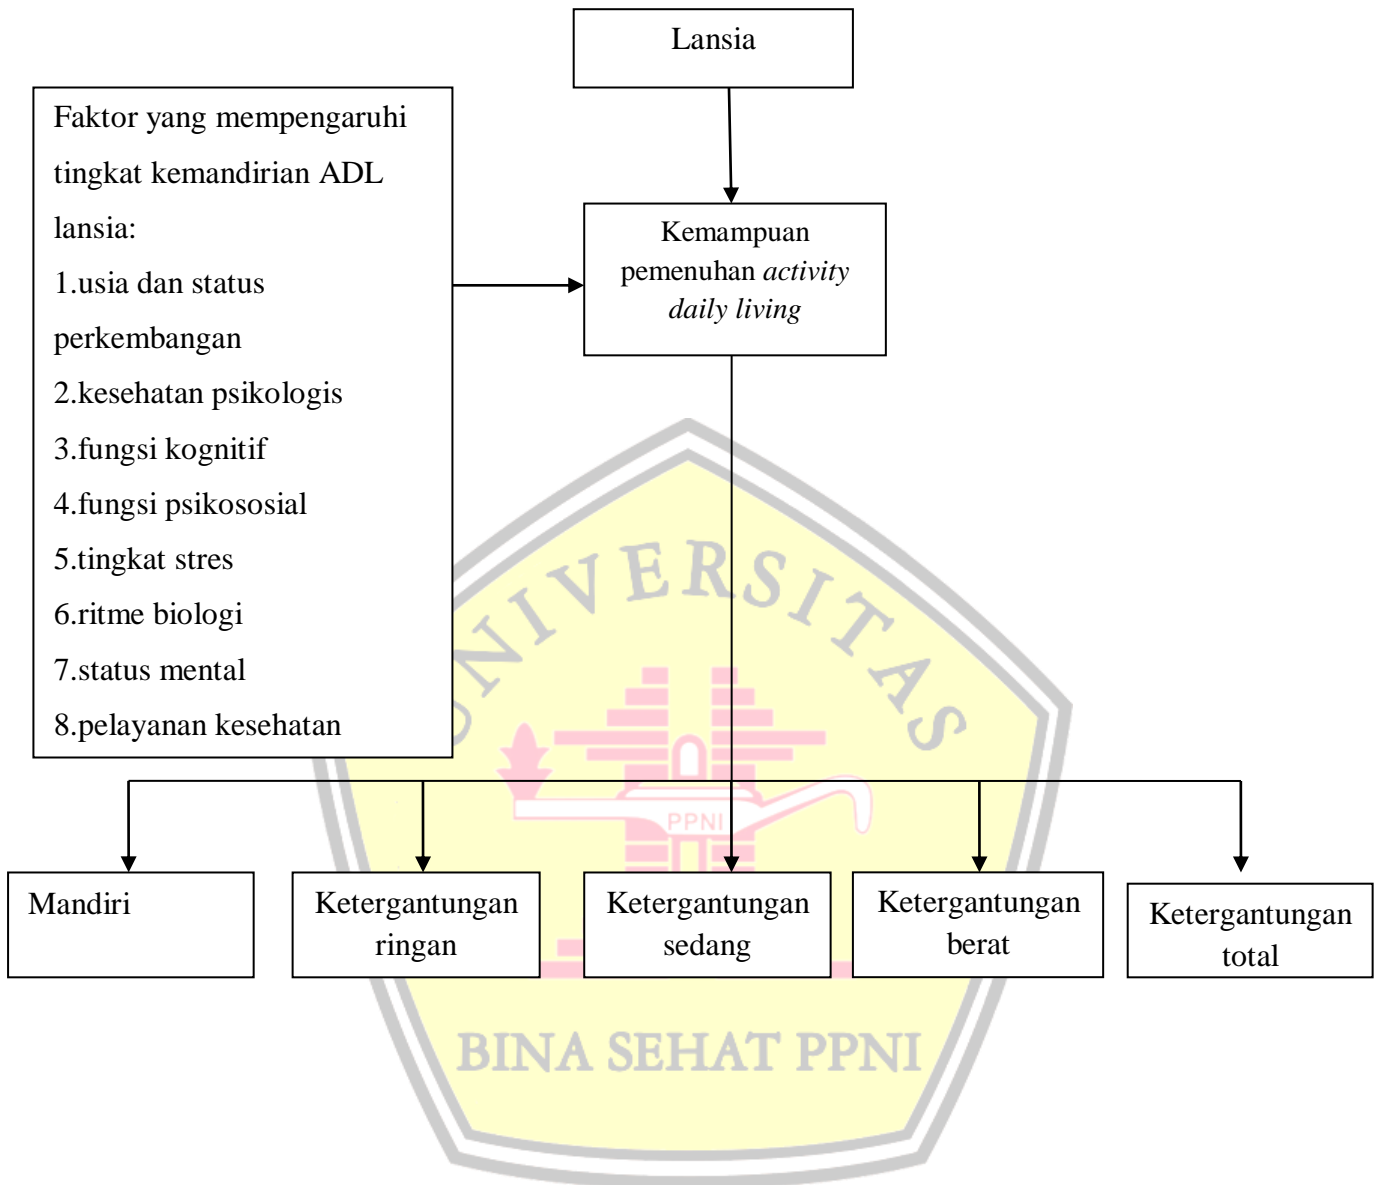 Lansia
Faktor yang mempengaruhi
tingkat kemandirian ADL
lansia:
1.usia dan status
perkembangan
2.kesehatan psikologis
3.fungsi kognitif
4.fungsi psikososial
5.tingkat stres
6.ritme biologi
7.status mental
8.pelayanan kesehatan
Kemampuan
pemenuhan activity
daily living
UNIVERSITAS
PPNI
Mandiri
Ketergantungan
ringan
Ketergantungan
sedang
Ketergantungan
berat
Ketergantungan
total
BINA SEHAT PPNI